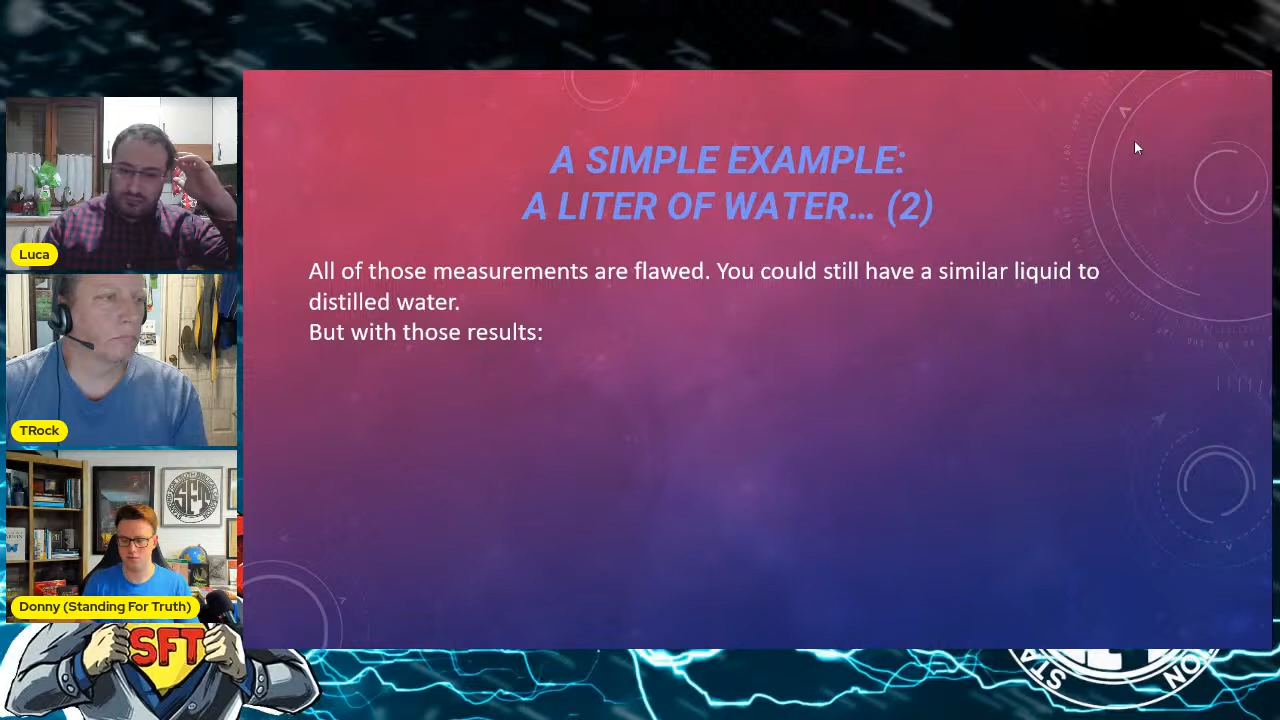 A SIMPLE EXAMPLE:
A LITER OF WATER... (2)
All of those measurements are flawed. You could still have a similar liquid to
distilled water.
But with those results:
Luca
TRock
SFT
Donny (Standing For Truth)
SFT